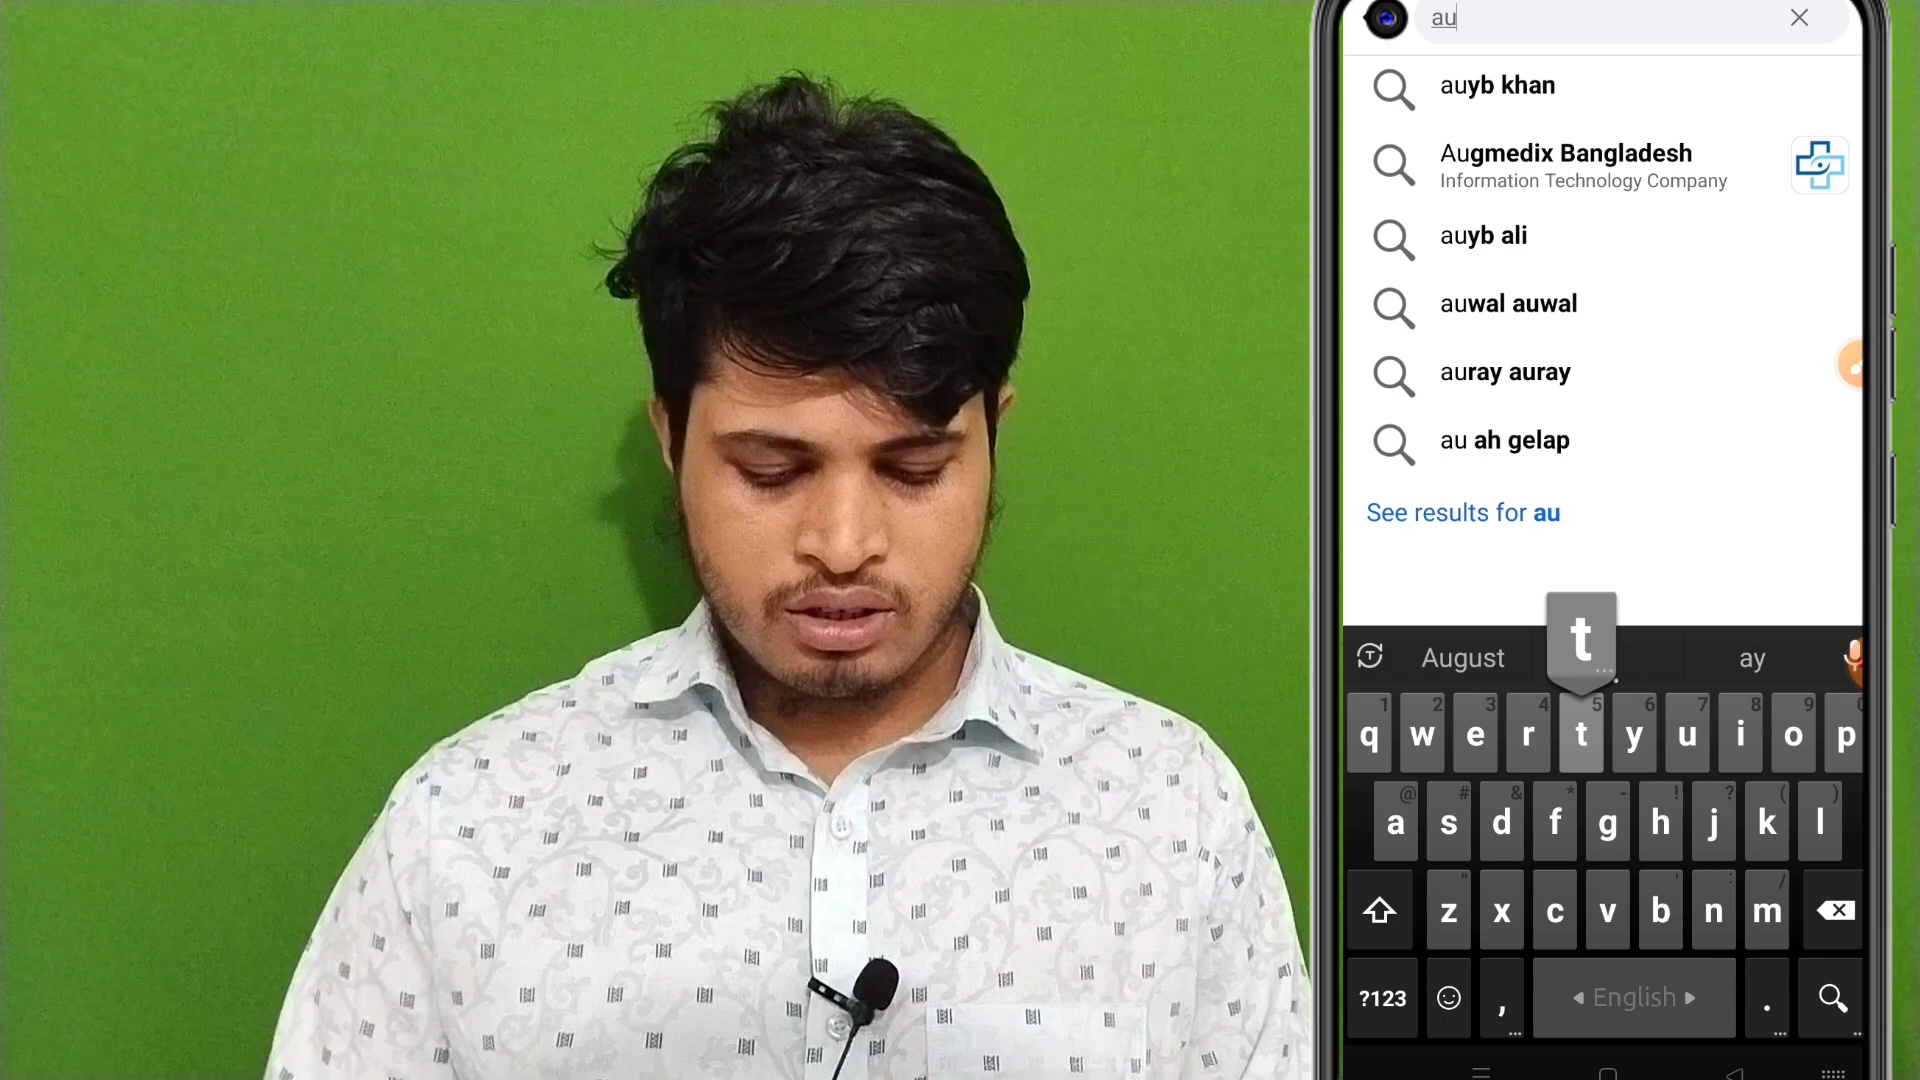 au
auyb khan
Augmedix Bangladesh
Information Technology Company
auyb ali
auwal auwal
auray auray
au ah gelap
See results for au
t
August ay
1 2 3 4 5 6 7 8 9
q w e r t y u i o p
@ # & * - ! ? ( )
a s d f g h j k l
" ' : /
z x c v b n m
?123 , English .